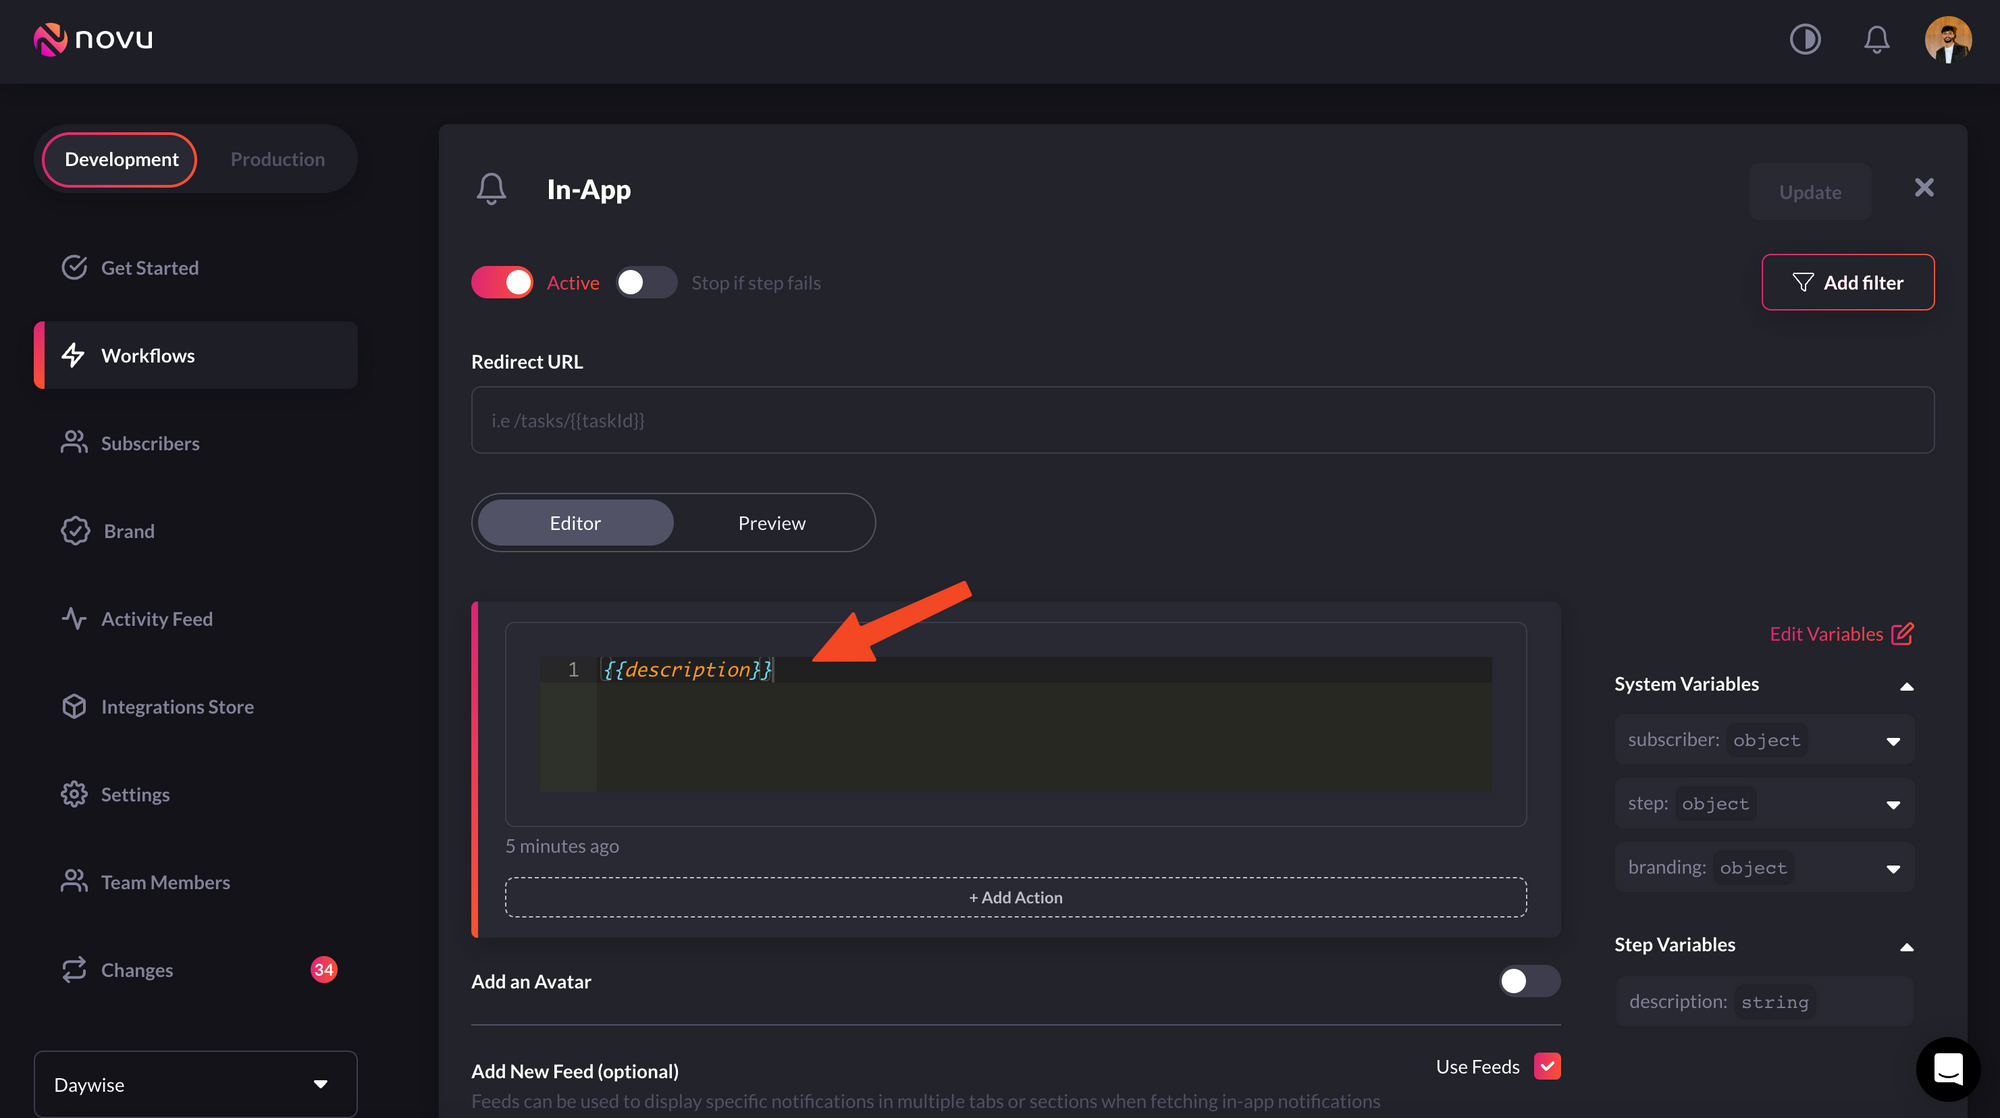 novu
Development
Production
Get Started
Workflows
Subscribers
Brand
Activity Feed
Integrations Store
Settings
Team Members
Changes
34
Daywise
In-App
Update
Active
Stop if step fails
Add filter
Redirect URL
i.e /tasks/{{taskId}}
Editor
Preview
1 {{description}}
5 minutes ago
+ Add Action
Edit Variables
System Variables
subscriber: object
step: object
branding: object
Step Variables
description: string
Add an Avatar
Add New Feed (optional)
Use Feeds
Feeds can be used to display specific notifications in multiple tabs or sections when fetching in-app notifications